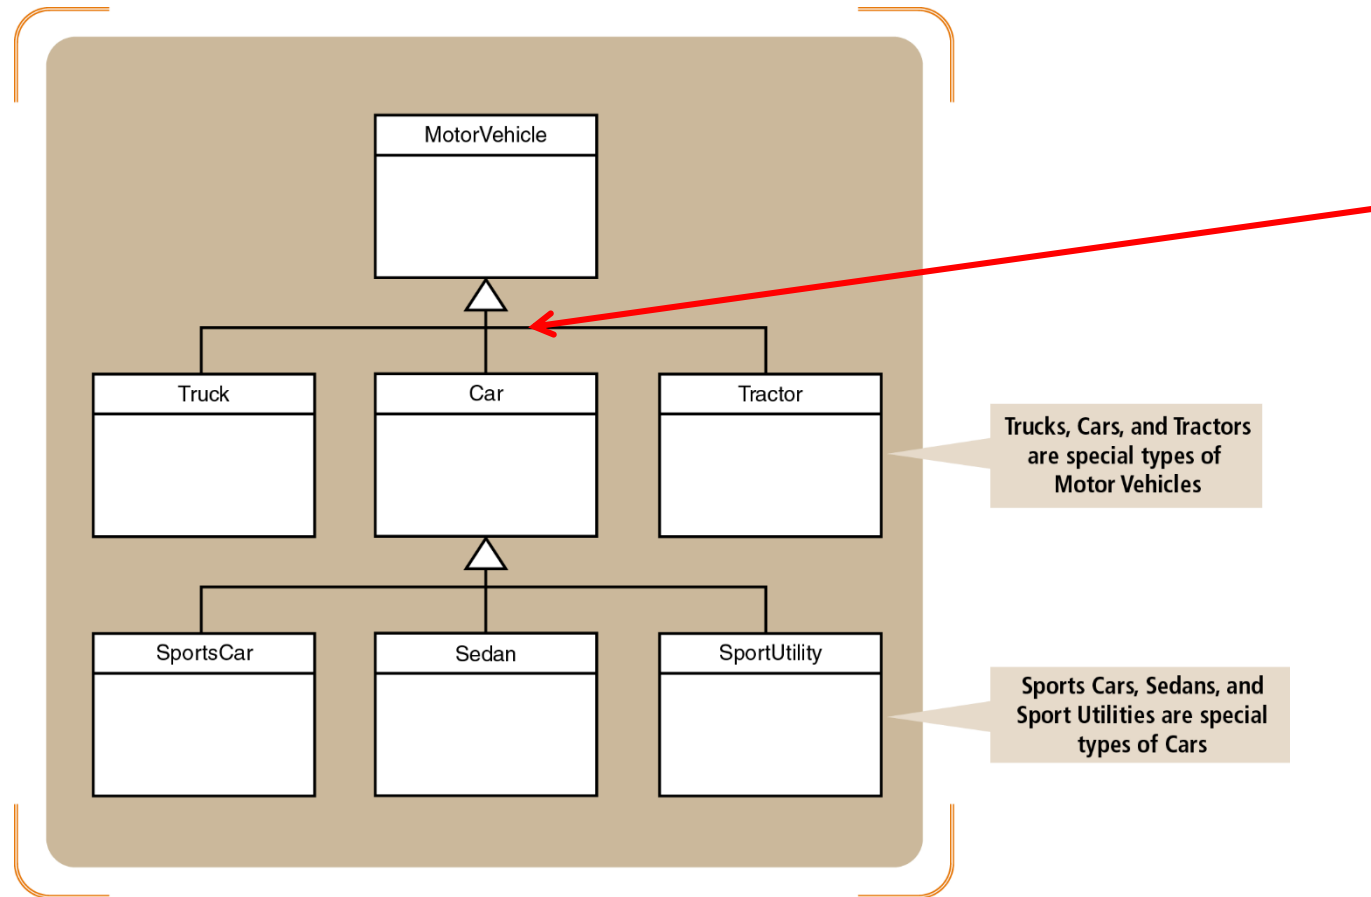 MotorVehicle
Truck
Car
Tractor
Trucks, Cars, and Tractors
are special types of
Motor Vehicles
SportsCar
Sedan
SportUtility
Sports Cars, Sedans, and
Sport Utilities are special
types of Cars